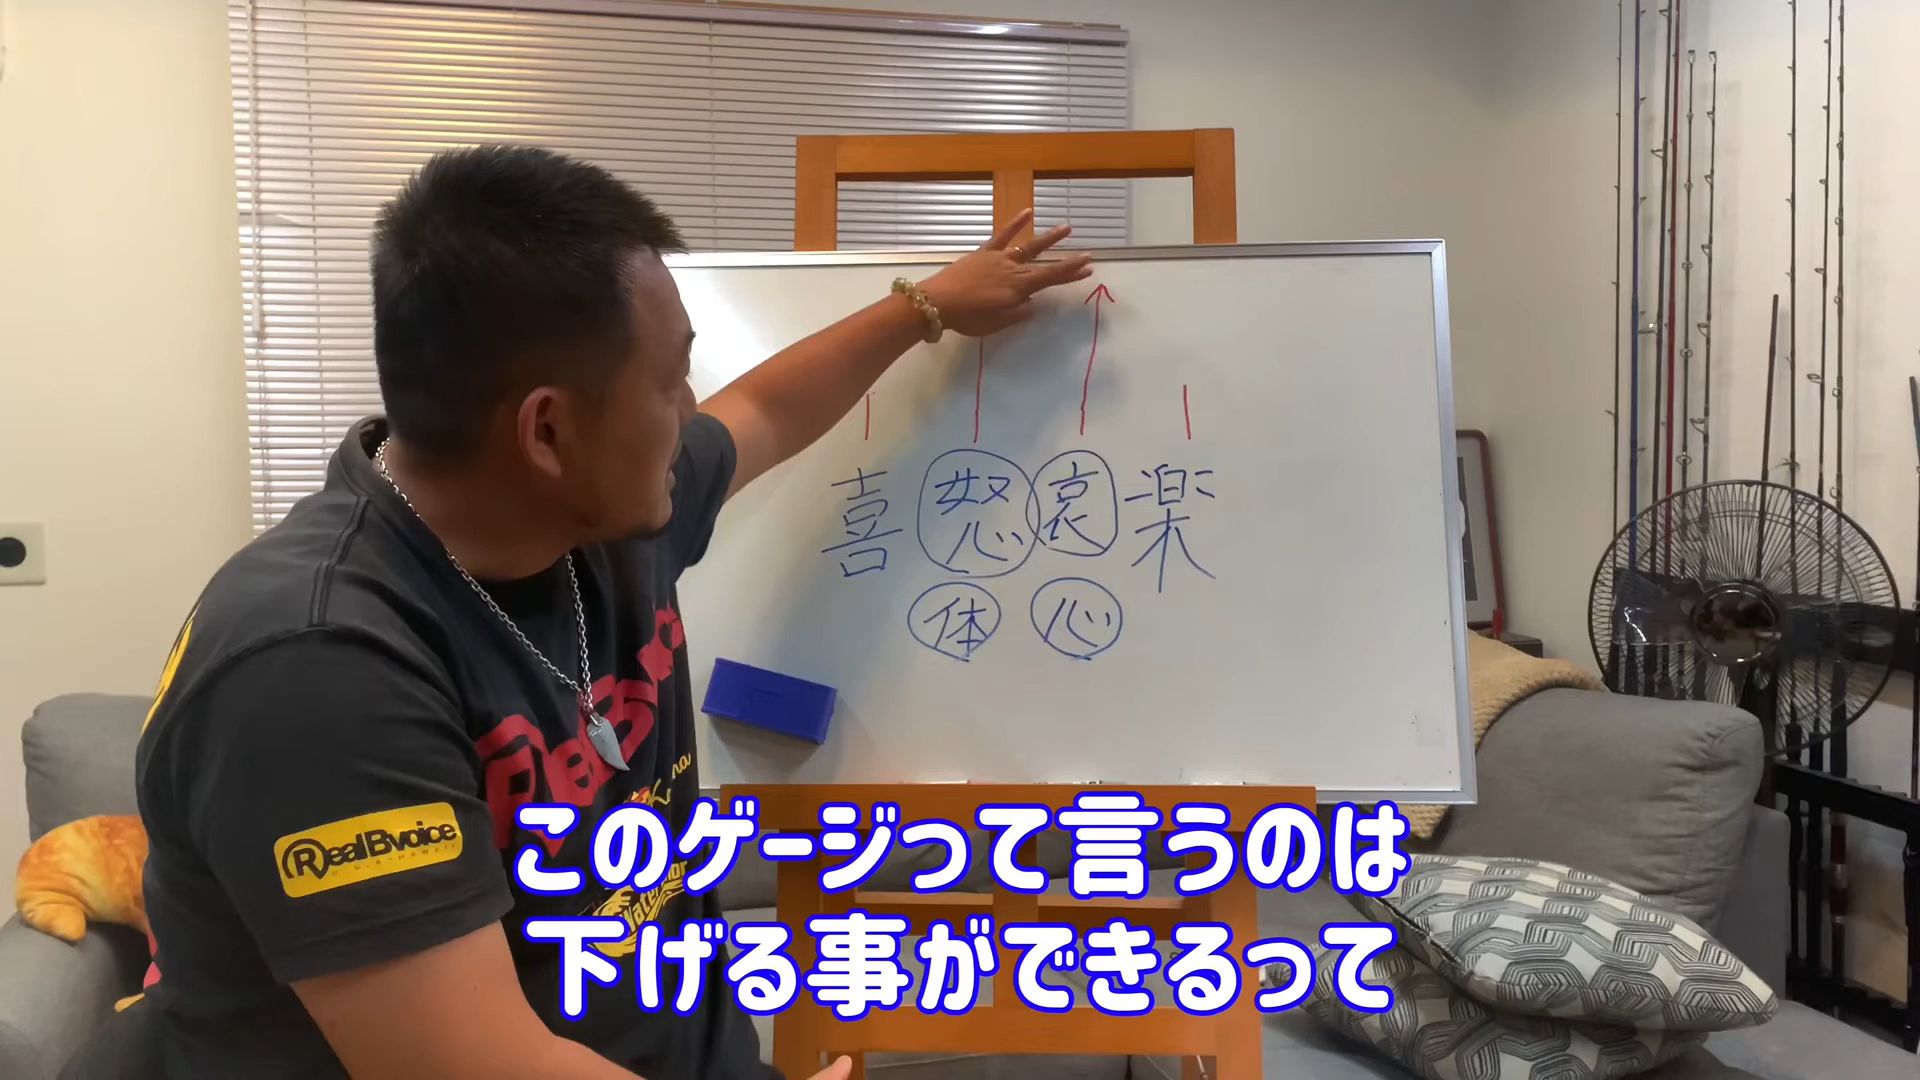 喜怒哀楽
体 心
RealBvoice
RealBvoice
このゲージって言うのは
下げる事ができるって